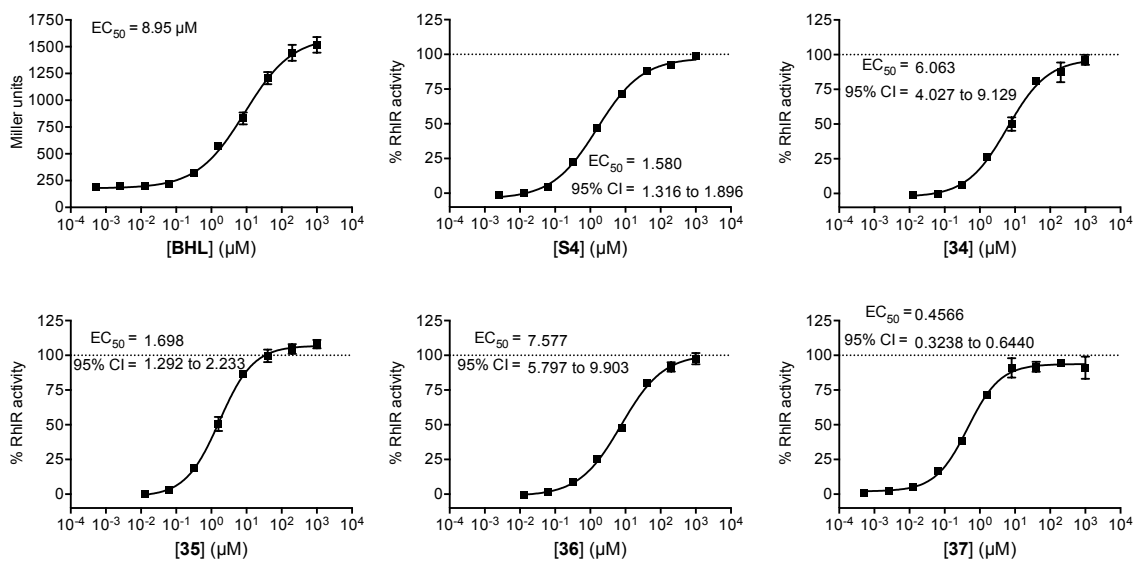 1750
1500
1250
1000
750
500
250
0
Miller units
EC50 = 8.95 µM
10-4 10-3 10-2 10-1 100 101 102 103 104
[BHL] (µM)
125
100
75
50
25
0
% RhlR activity
EC50 = 1.580
95% CI = 1.316 to 1.896
10-4 10-3 10-2 10-1 100 101 102 103 104
[S4] (µM)
125
100
75
50
25
0
% RhlR activity
EC50 = 6.063
95% CI = 4.027 to 9.129
10-4 10-3 10-2 10-1 100 101 102 103 104
[34] (µM)
125
100
75
50
25
0
% RhlR activity
EC50 = 1.698
95% CI = 1.292 to 2.233
10-4 10-3 10-2 10-1 100 101 102 103 104
[35] (µM)
125
100
75
50
25
0
% RhlR activity
EC50 = 7.577
95% CI = 5.797 to 9.903
10-4 10-3 10-2 10-1 100 101 102 103 104
[36] (µM)
125
100
75
50
25
0
% RhlR activity
EC50 = 0.4566
95% CI = 0.3238 to 0.6440
10-4 10-3 10-2 10-1 100 101 102 103 104
[37] (µM)